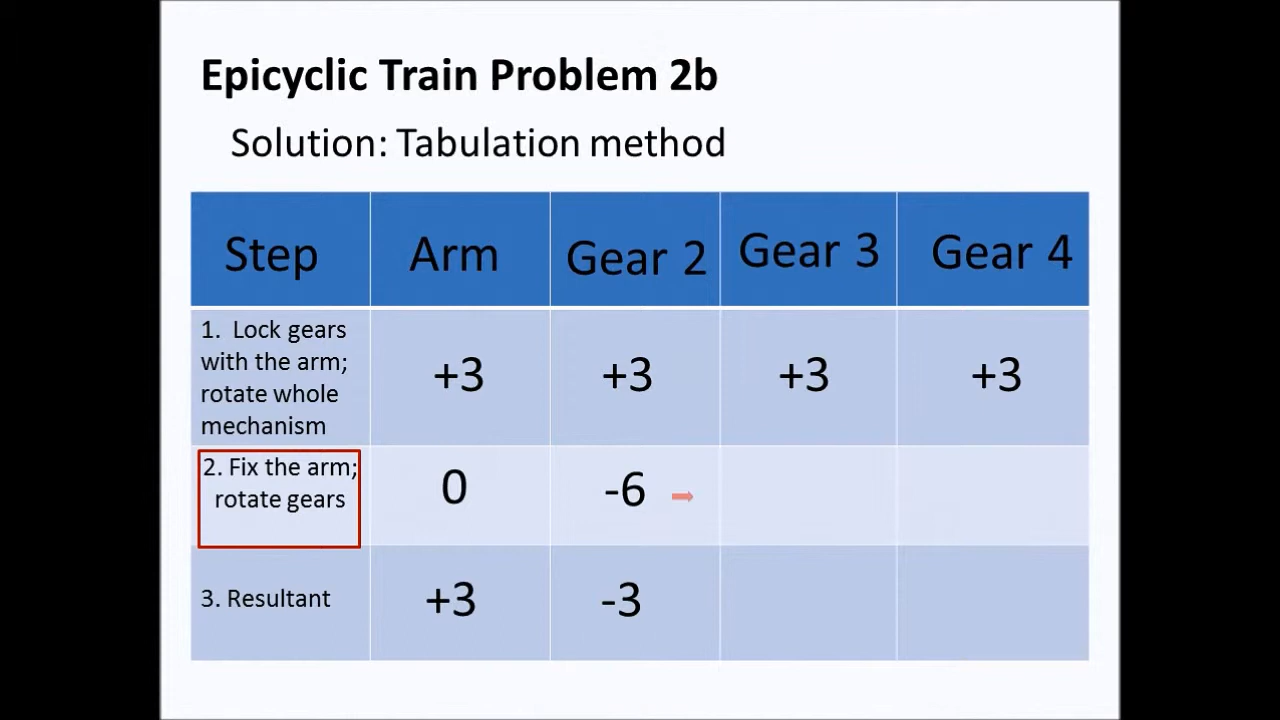 Epicyclic Train Problem 2b
Solution: Tabulation method
Step Arm Gear 2 Gear 3 Gear 4
1. Lock gears
with the arm;
rotate whole
mechanism
+3 +3 +3 +3
2. Fix the arm;
rotate gears
0 -6
3. Resultant +3 -3